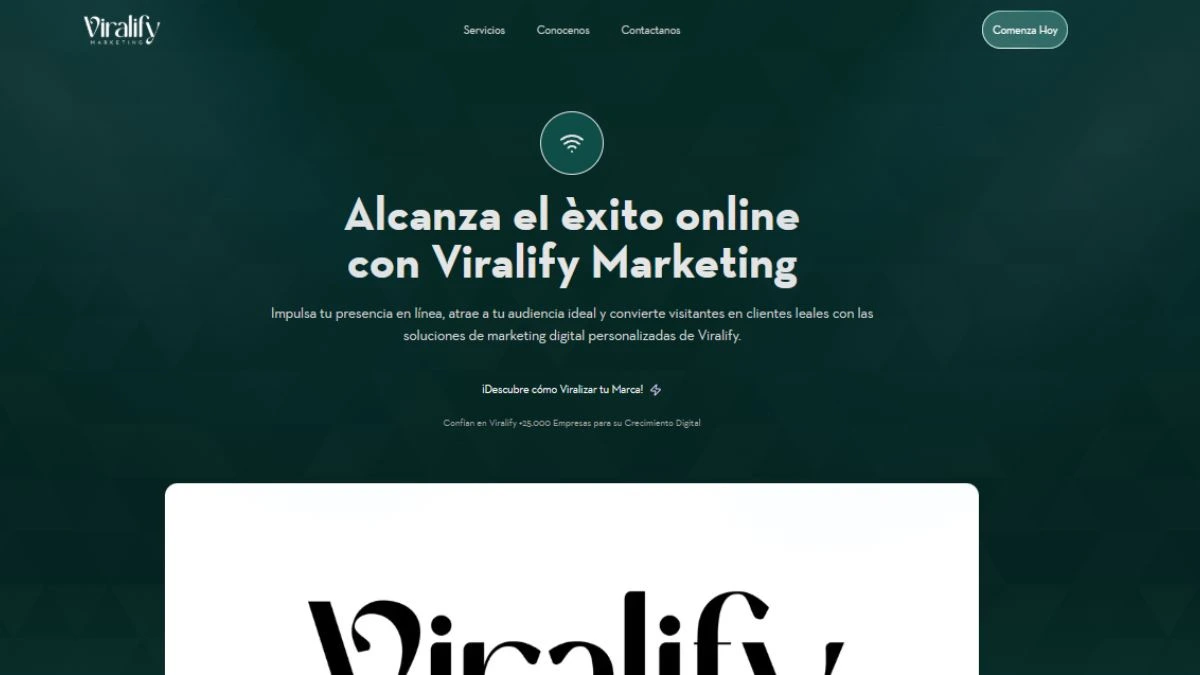 Viralify
MARKETING
Servicios
Conocenos
Contactanos
Comenza Hoy
Alcanza el èxito online
con Viralify Marketing
Impulsa tu presencia en línea, atrae a tu audiencia ideal y convierte visitantes en clientes leales con las
soluciones de marketing digital personalizadas de Viralify.
¡Descubre cómo Viralizar tu Marca!
Confían en Viralify +25.000 Empresas para su Crecimiento Digital
Viralify